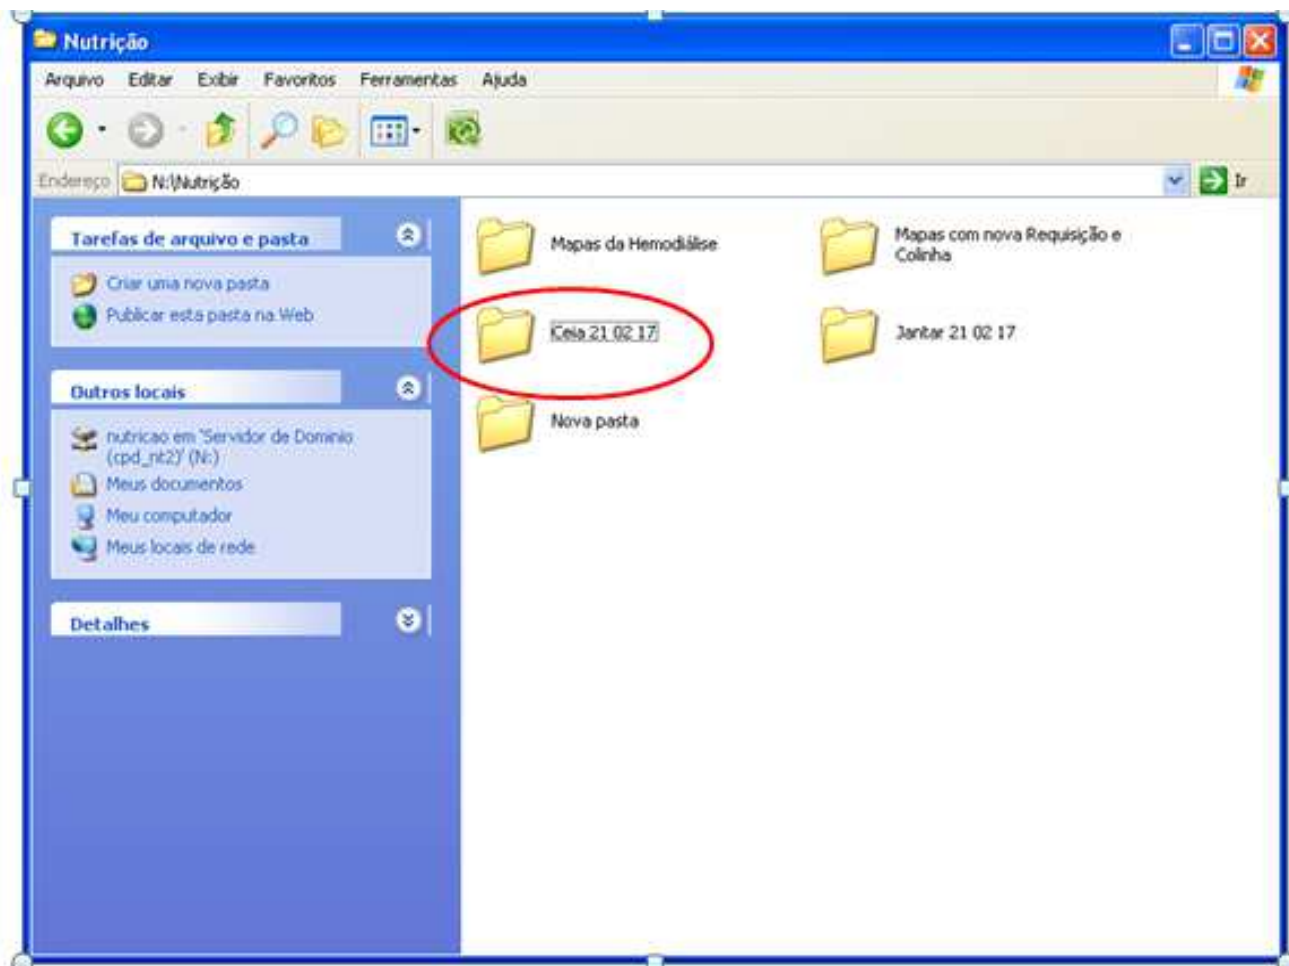 Nutrição
Arquivo Editar Exibir Favoritos Ferramentas Ajuda
Endereço N:\Nutrição Ir
Tarefas de arquivo e pasta
Criar uma nova pasta
Publicar esta pasta na Web
Outros locais
nutricao em 'Servidor de Dominio
(cpd_nt2)' (N:)
Meus documentos
Meu computador
Meus locais de rede
Detalhes
Mapas da Hemodiálise
Mapas com nova Requisição e
Colinha
Ceia 21 02 17
Jantar 21 02 17
Nova pasta